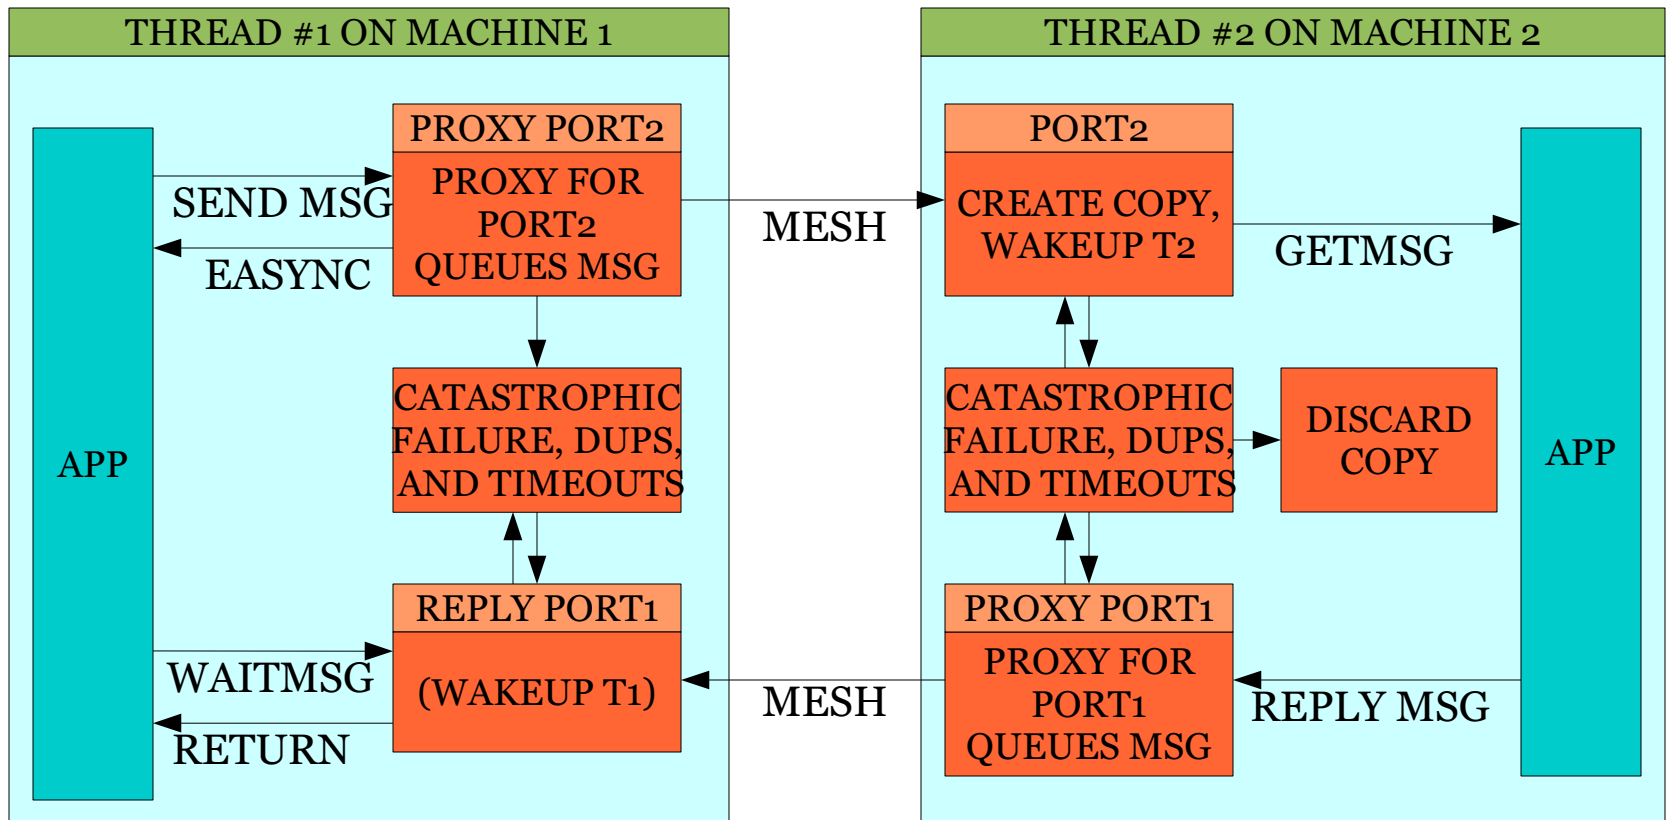 THREAD #1 ON MACHINE 1
PROXY PORT2
PROXY FOR
PORT2
QUEUES MSG
SEND MSG
EASYNC
APP
CATASTROPHIC
FAILURE, DUPS,
AND TIMEOUTS
REPLY PORT1
(WAKEUP T1)
WAITMSG
RETURN
MESH
MESH
THREAD #2 ON MACHINE 2
PORT2
CREATE COPY,
WAKEUP T2
GETMSG
CATASTROPHIC
FAILURE, DUPS,
AND TIMEOUTS
DISCARD
COPY
APP
PROXY PORT1
PROXY FOR
PORT1
QUEUES MSG
REPLY MSG